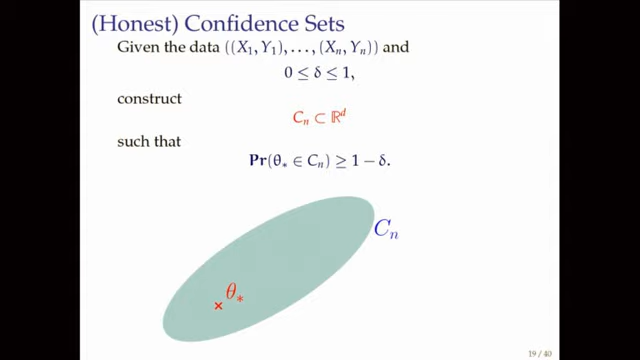 (Honest) Confidence Sets
Given the data ((X₁, Y₁), . . . , (Xₙ, Yₙ)) and
0 ≤ δ ≤ 1,
construct
Cₙ ⊂ ℝᵈ
such that
Pr(θ∗ ∈ Cₙ) ≥ 1 − δ.
Cₙ
θ∗
19 / 40